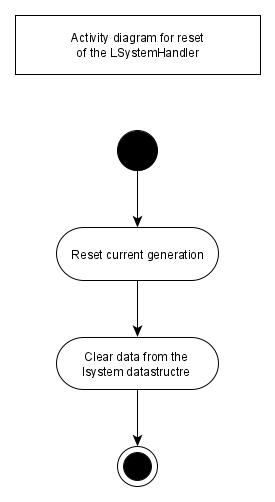 Activity diagram for reset
of the LSystemHandler
Reset current generation
Clear data from the
lsystem datastructre